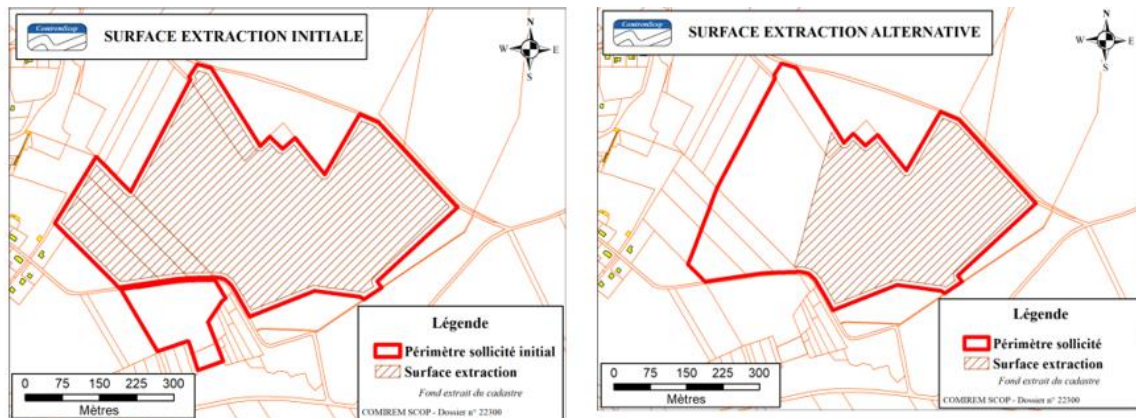 ComiremScop
SURFACE EXTRACTION INITIALE
N
W E
S
Légende
Périmètre sollicité initial
Surface extraction
Fond extrait du cadastre
COMIREM SCOP - Dossier n° 22300
0 75 150 225 300
Mètres
ComiremScop
SURFACE EXTRACTION ALTERNATIVE
N
W E
S
Légende
Périmètre sollicité
Surface extraction
Fond extrait du cadastre
COMIREM SCOP - Dossier n° 22300
0 75 150 225 300
Mètres